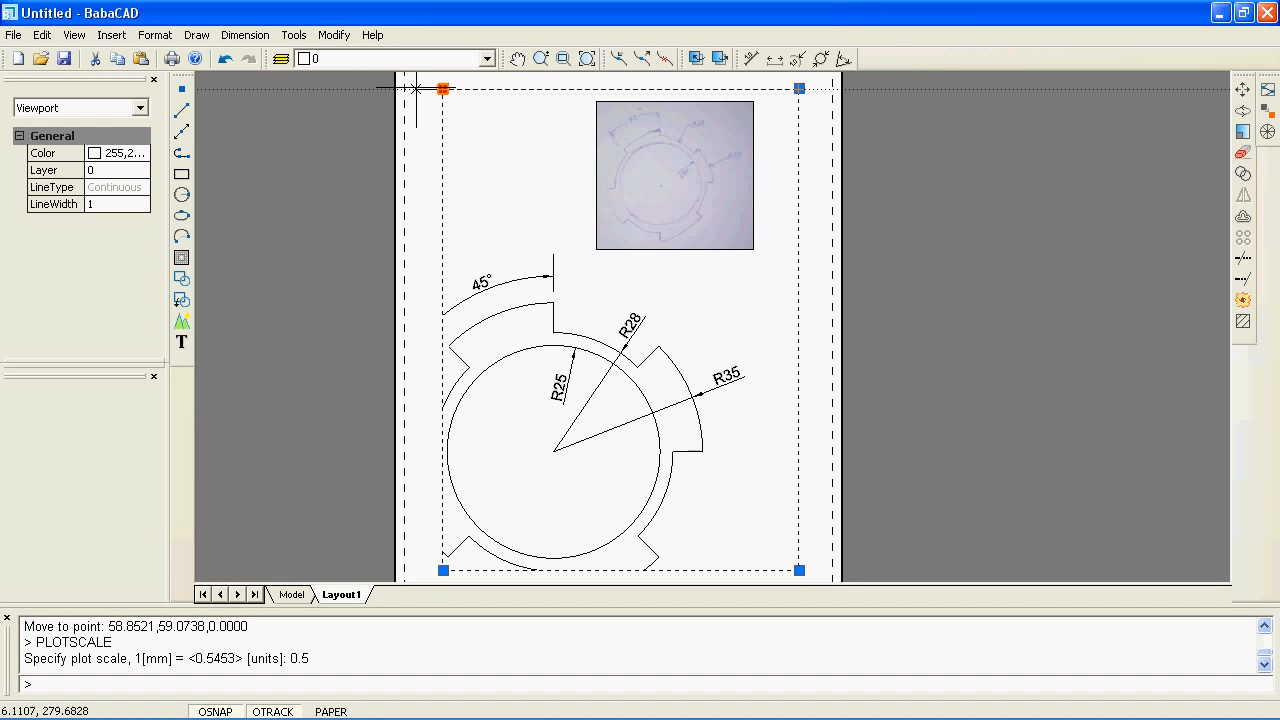 Untitled - BabaCAD
File Edit View Insert Format Draw Dimension Tools Modify Help
0
Viewport
General
Color 255,2...
Layer 0
LineType Continuous
LineWidth 1
T
45°
R28
R25
R35
Model Layout1
Move to point: 58.8521,59.0738,0.0000
> PLOTSCALE
Specify plot scale, 1[mm] = <0.5453> [units]: 0.5
>
6.1107, 279.6828 OSNAP OTRACK PAPER